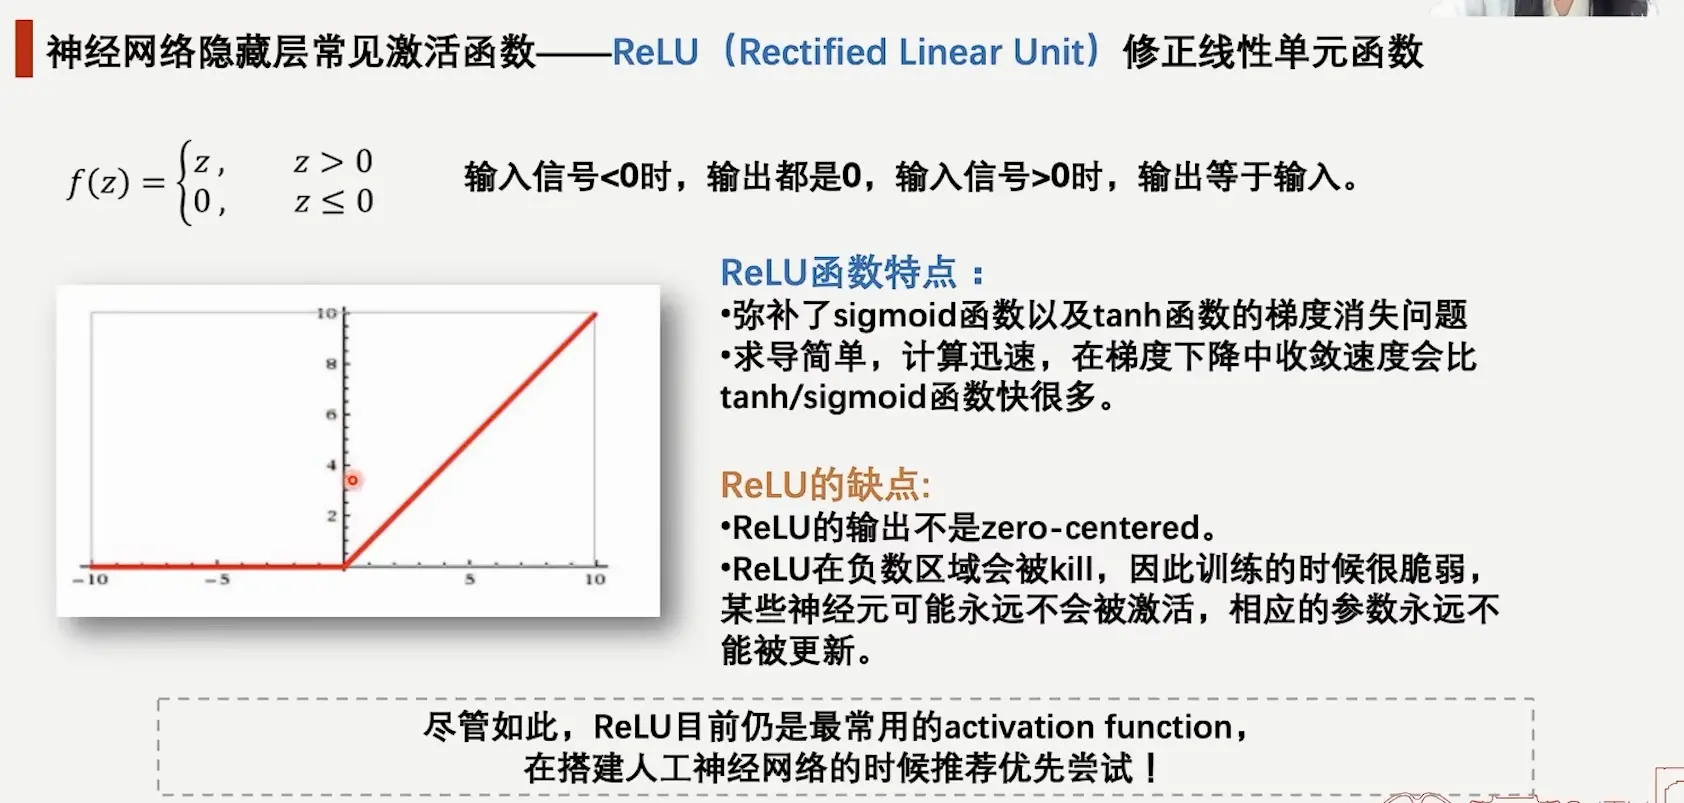 神经网络隐藏层常见激活函数——ReLU（Rectified Linear Unit）修正线性单元函数
f(z) = {z, z > 0
0, z ≤ 0
输入信号<0时，输出都是0，输入信号>0时，输出等于输入。
ReLU函数特点：
•弥补了sigmoid函数以及tanh函数的梯度消失问题
•求导简单，计算迅速，在梯度下降中收敛速度会比
tanh/sigmoid函数快很多。
10
8
6
4
2
-10 -5 5 10
ReLU的缺点:
•ReLU的输出不是zero-centered。
•ReLU在负数区域会被kill，因此训练的时候很脆弱，
某些神经元可能永远不会被激活，相应的参数永远不
能被更新。
尽管如此，ReLU目前仍是最常用的activation function，
在搭建人工神经网络的时候推荐优先尝试！